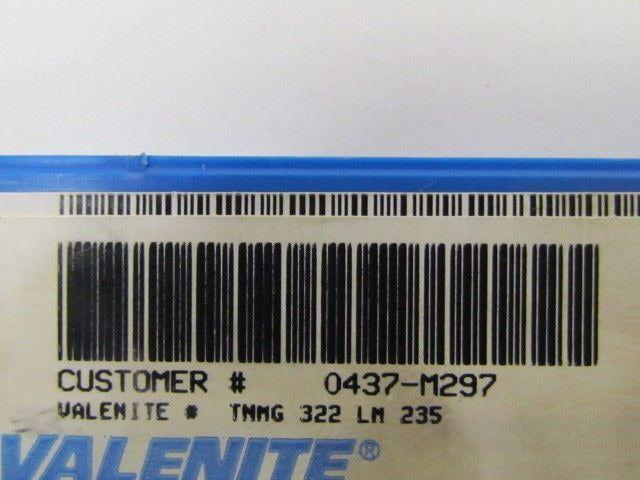 CUSTOMER # 0437-M297
VALENITE # TNMG 322 LM 235
VALENITE®